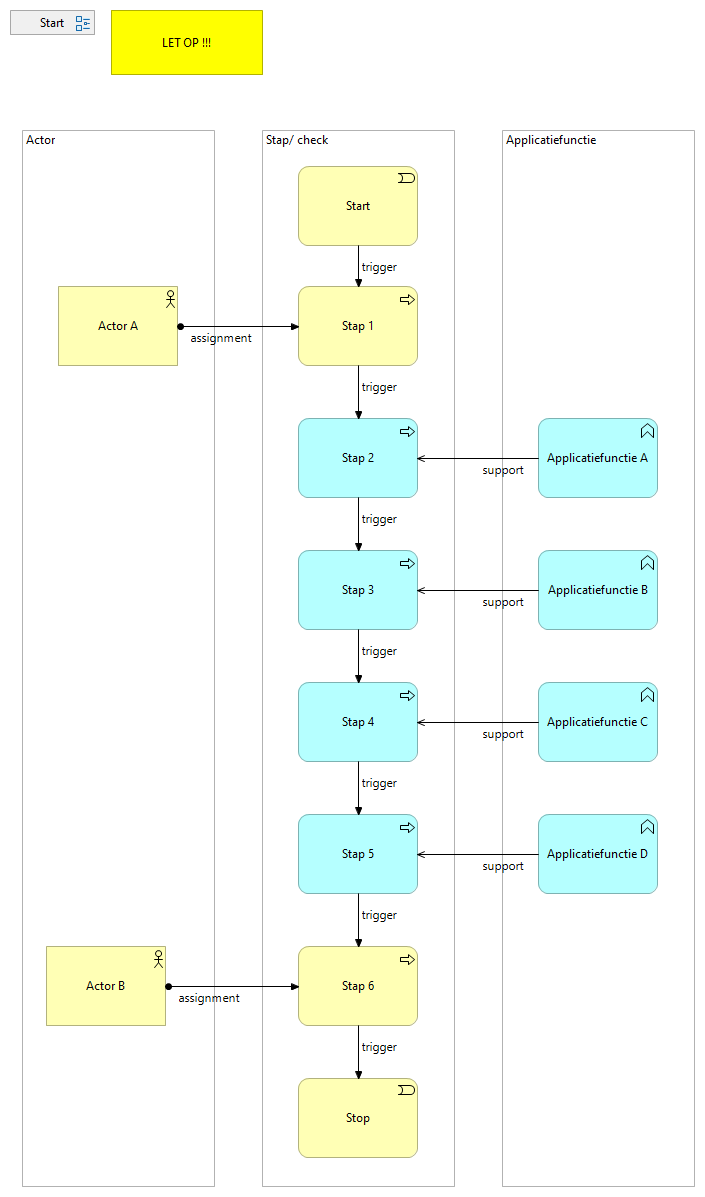 Start
LET OP !!!
Actor
Stap/ check
Applicatiefunctie
Start
trigger
Actor A
assignment
Stap 1
trigger
Stap 2
support
Applicatiefunctie A
trigger
Stap 3
support
Applicatiefunctie B
trigger
Stap 4
support
Applicatiefunctie C
trigger
Stap 5
support
Applicatiefunctie D
trigger
Actor B
assignment
Stap 6
trigger
Stop